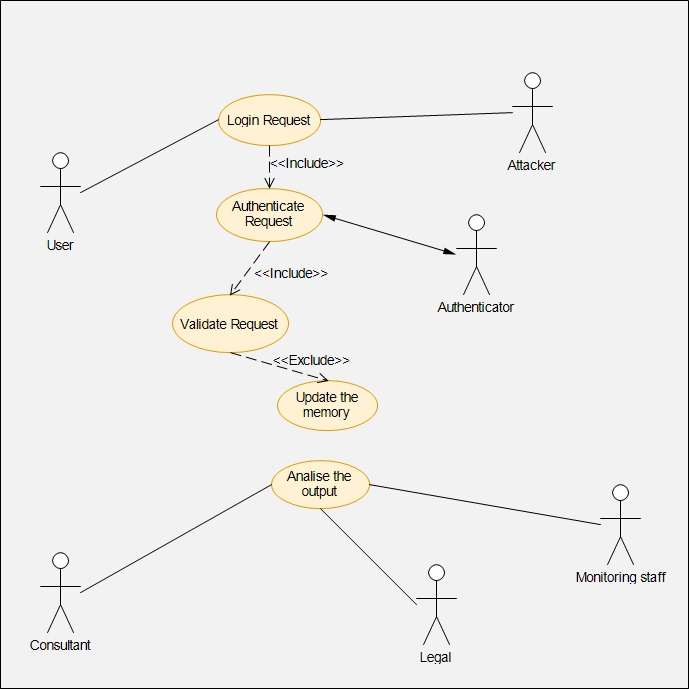 Login Request
Attacker
<<Include>>
User
Authenticate
Request
<<Include>>
Authenticator
Validate Request
<<Exclude>>
Update the
memory
Analise the
output
Monitoring staff
Consultant
Legal